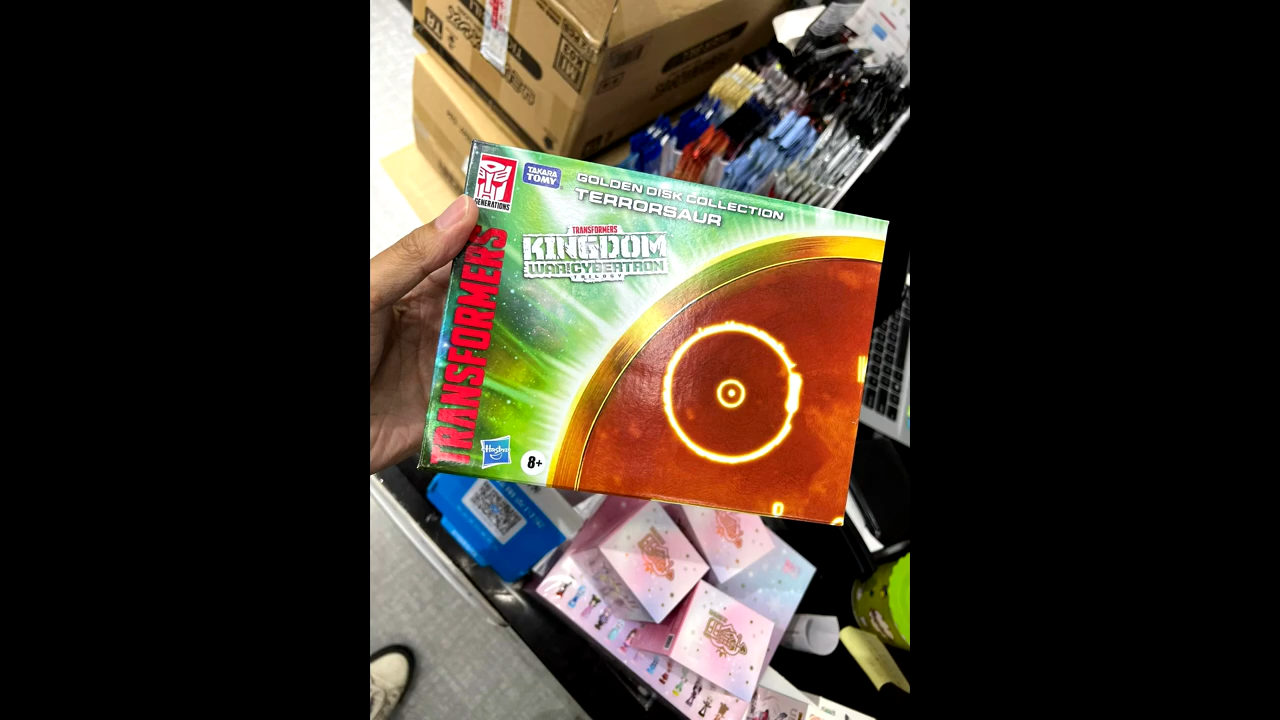 TAKARA
TOMY
GENERATIONS
GOLDEN DISK COLLECTION
TERRORSAUR
TRANSFORMERS
KINGDOM
WAR FOR CYBERTRON
TRILOGY
TRANSFORMERS
Hasbro
8+